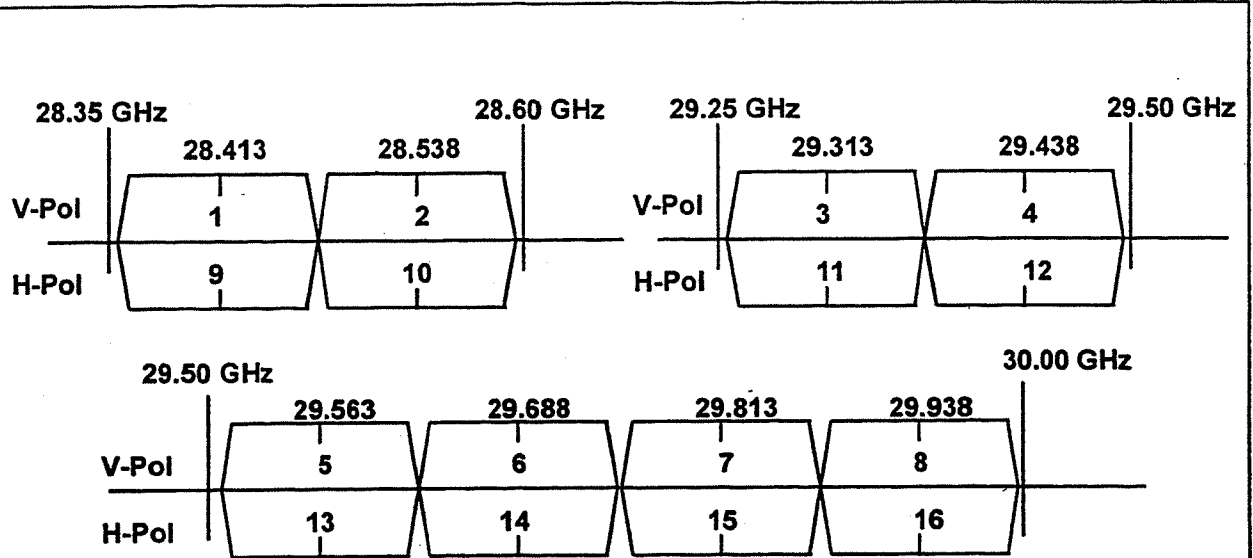 28.35 GHz 28.60 GHz 29.25 GHz 29.50 GHz
28.413 28.538 29.313 29.438
V-Pol 1 2 V-Pol 3 4
H-Pol 9 10 H-Pol 11 12
29.50 GHz 30.00 GHz
29.563 29.688 29.813 29.938
V-Pol 5 6 7 8
H-Pol 13 14 15 16